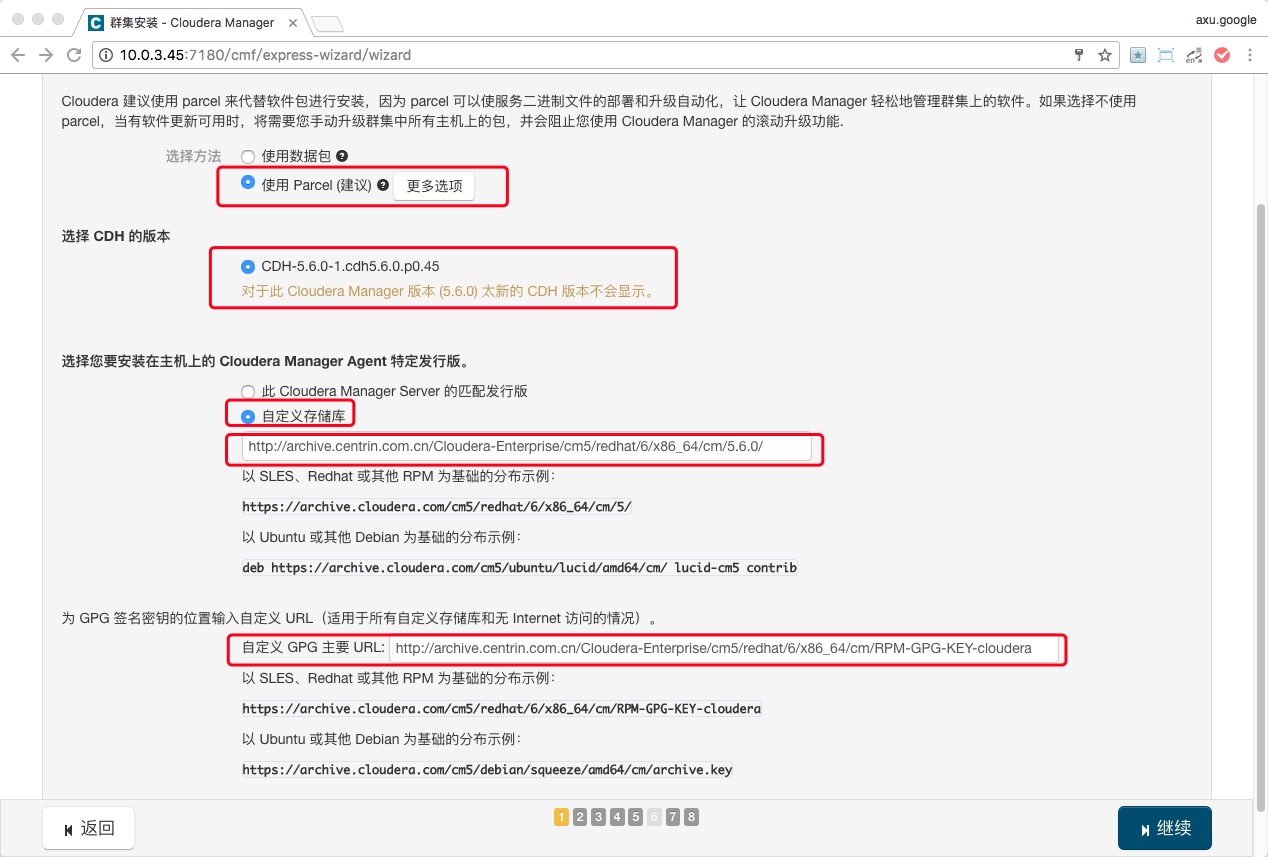 群集安装 - Cloudera Manager
axu.google
10.0.3.45:7180/cmf/express-wizard/wizard
Cloudera 建议使用 parcel 来代替软件包进行安装，因为 parcel 可以使服务二进制文件的部署和升级自动化，让 Cloudera Manager 轻松地管理群集上的软件。如果选择不使用
parcel，当有软件更新可用时，将需要您手动升级群集中所有主机上的包，并会阻止您使用 Cloudera Manager 的滚动升级功能.
选择方法 使用数据包 ?
使用 Parcel (建议) ? 更多选项
选择 CDH 的版本
CDH-5.6.0-1.cdh5.6.0.p0.45
对于此 Cloudera Manager 版本 (5.6.0) 太新的 CDH 版本不会显示。
选择您要安装在主机上的 Cloudera Manager Agent 特定发行版。
此 Cloudera Manager Server 的匹配发行版
自定义存储库
http://archive.centrin.com.cn/Cloudera-Enterprise/cm5/redhat/6/x86_64/cm/5.6.0/
以 SLES、Redhat 或其他 RPM 为基础的分布示例：
https://archive.cloudera.com/cm5/redhat/6/x86_64/cm/5/
以 Ubuntu 或其他 Debian 为基础的分布示例：
deb https://archive.cloudera.com/cm5/ubuntu/lucid/amd64/cm/ lucid-cm5 contrib
为 GPG 签名密钥的位置输入自定义 URL（适用于所有自定义存储库和无 Internet 访问的情况）。
自定义 GPG 主要 URL: http://archive.centrin.com.cn/Cloudera-Enterprise/cm5/redhat/6/x86_64/cm/RPM-GPG-KEY-cloudera
以 SLES、Redhat 或其他 RPM 为基础的分布示例：
https://archive.cloudera.com/cm5/redhat/6/x86_64/cm/RPM-GPG-KEY-cloudera
以 Ubuntu 或其他 Debian 为基础的分布示例：
https://archive.cloudera.com/cm5/debian/squeeze/amd64/cm/archive.key
返回 1 2 3 4 5 6 7 8 继续